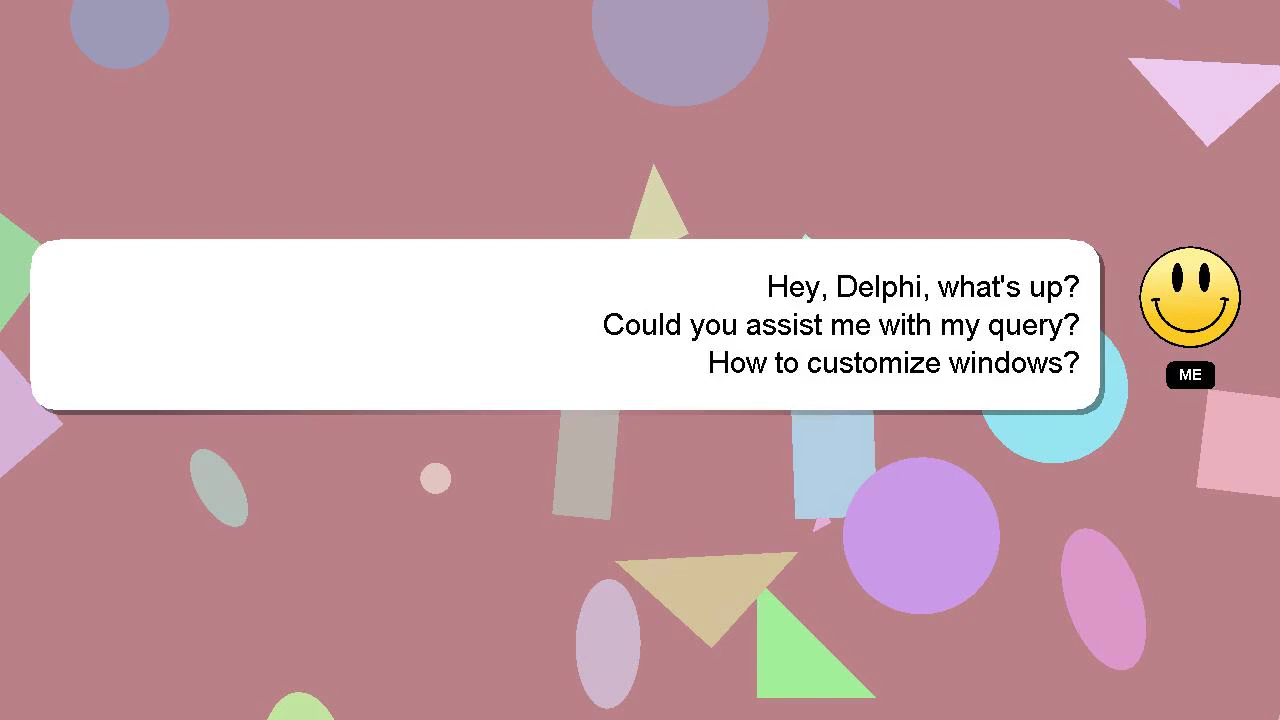 Hey, Delphi, what's up?
Could you assist me with my query?
How to customize windows?
ME